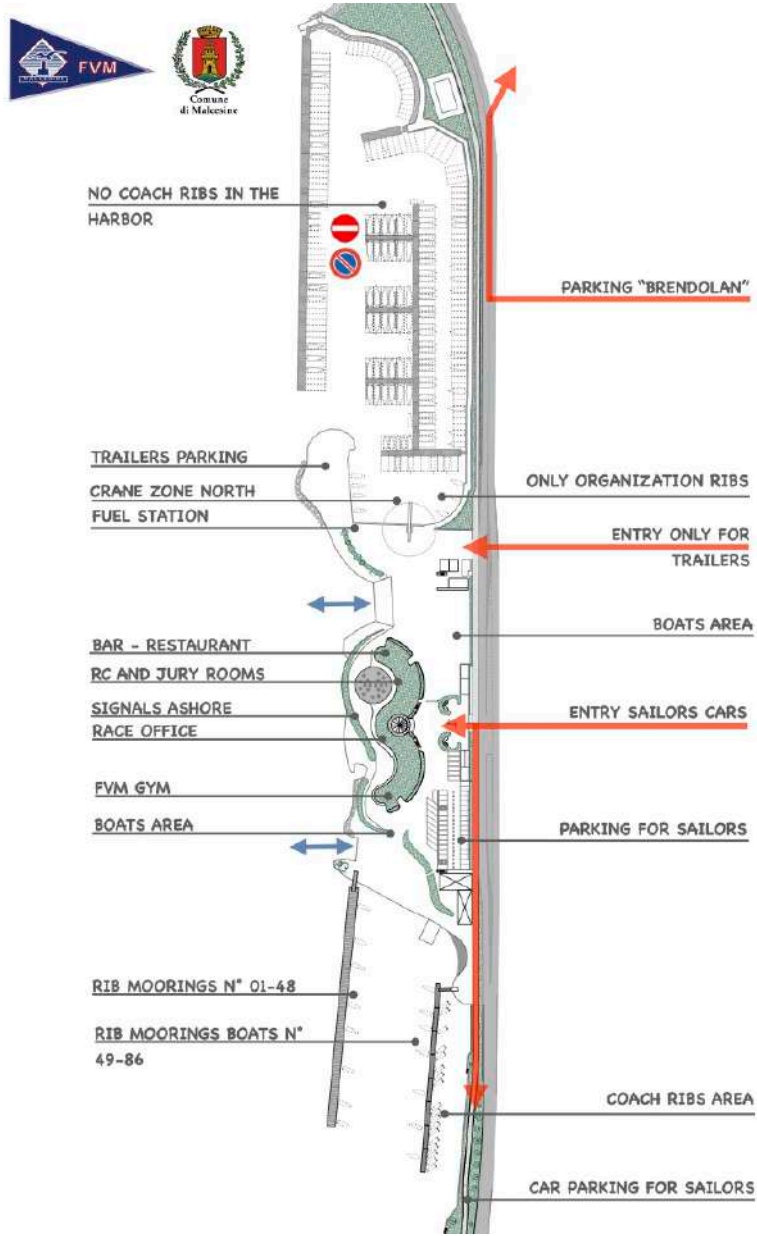 FVM
Comune
di Malcesine
NO COACH RIBS IN THE
HARBOR
PARKING "BRENDOLAN"
TRAILERS PARKING
CRANE ZONE NORTH
FUEL STATION
ONLY ORGANIZATION RIBS
ENTRY ONLY FOR
TRAILERS
BOATS AREA
BAR - RESTAURANT
RC AND JURY ROOMS
SIGNALS ASHORE
RACE OFFICE
ENTRY SAILORS CARS
FVM GYM
BOATS AREA
PARKING FOR SAILORS
RIB MOORINGS N° 01-48
RIB MOORINGS BOATS N°
49-86
COACH RIBS AREA
CAR PARKING FOR SAILORS